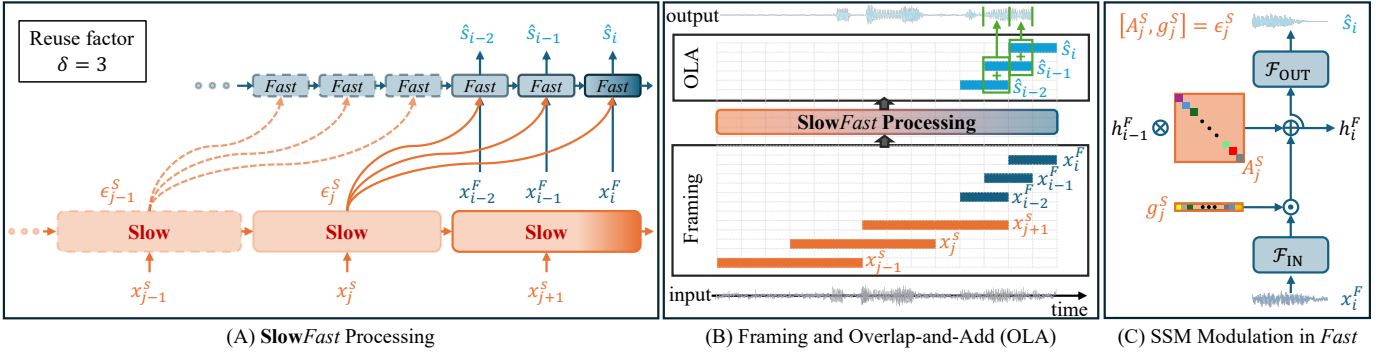 Reuse factor
δ = 3
ŝ_{i−2} ŝ_{i−1} ŝ_i
Fast Fast Fast Fast Fast Fast
ϵ^S_{j−1} ϵ^S_j x^F_{i−2} x^F_{i−1} x^F_i
Slow Slow Slow
x^S_{j−1} x^S_j x^S_{j+1}
(A) SlowFast Processing
output
OLA
ŝ_i
ŝ_{i−1}
ŝ_{i−2}
+ +
SlowFast Processing
Framing
x^F_i
x^F_{i−1}
x^F_{i−2}
x^S_{j+1}
x^S_j
x^S_{j−1}
input
time
(B) Framing and Overlap-and-Add (OLA)
[A^S_j, g^S_j] = ϵ^S_j ŝ_i
ℱ_OUT
h^F_{i−1} ⊗ A^S_j ⊕ h^F_i
g^S_j ⊙
ℱ_IN
x^F_i
(C) SSM Modulation in Fast